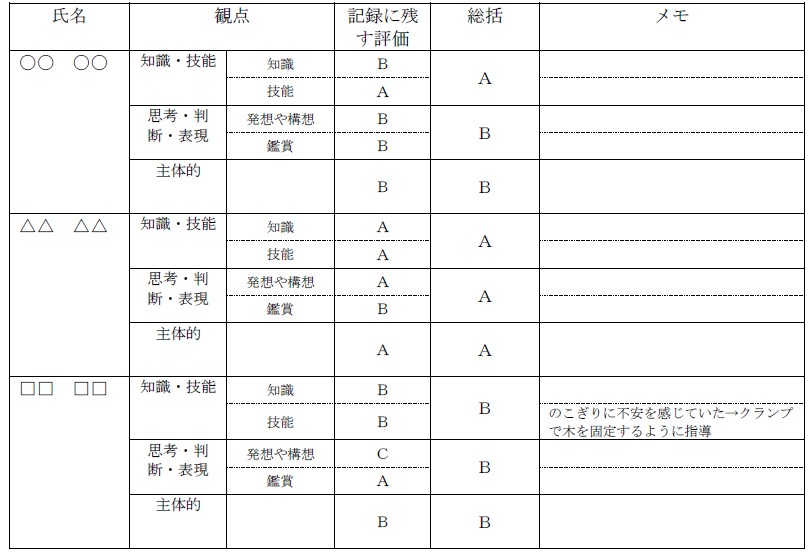 氏名 観点 記録に残す評価 総括 メモ
○○　○○ 知識・技能 知識 B A
技能 A
思考・判断・表現 発想や構想 B B
鑑賞 B
主体的 B B
△△　△△ 知識・技能 知識 A A
技能 A
思考・判断・表現 発想や構想 A A
鑑賞 B
主体的 A A
□□　□□ 知識・技能 知識 B B
技能 B のこぎりに不安を感じていた→クランプで木を固定するように指導
思考・判断・表現 発想や構想 C B
鑑賞 A
主体的 B B